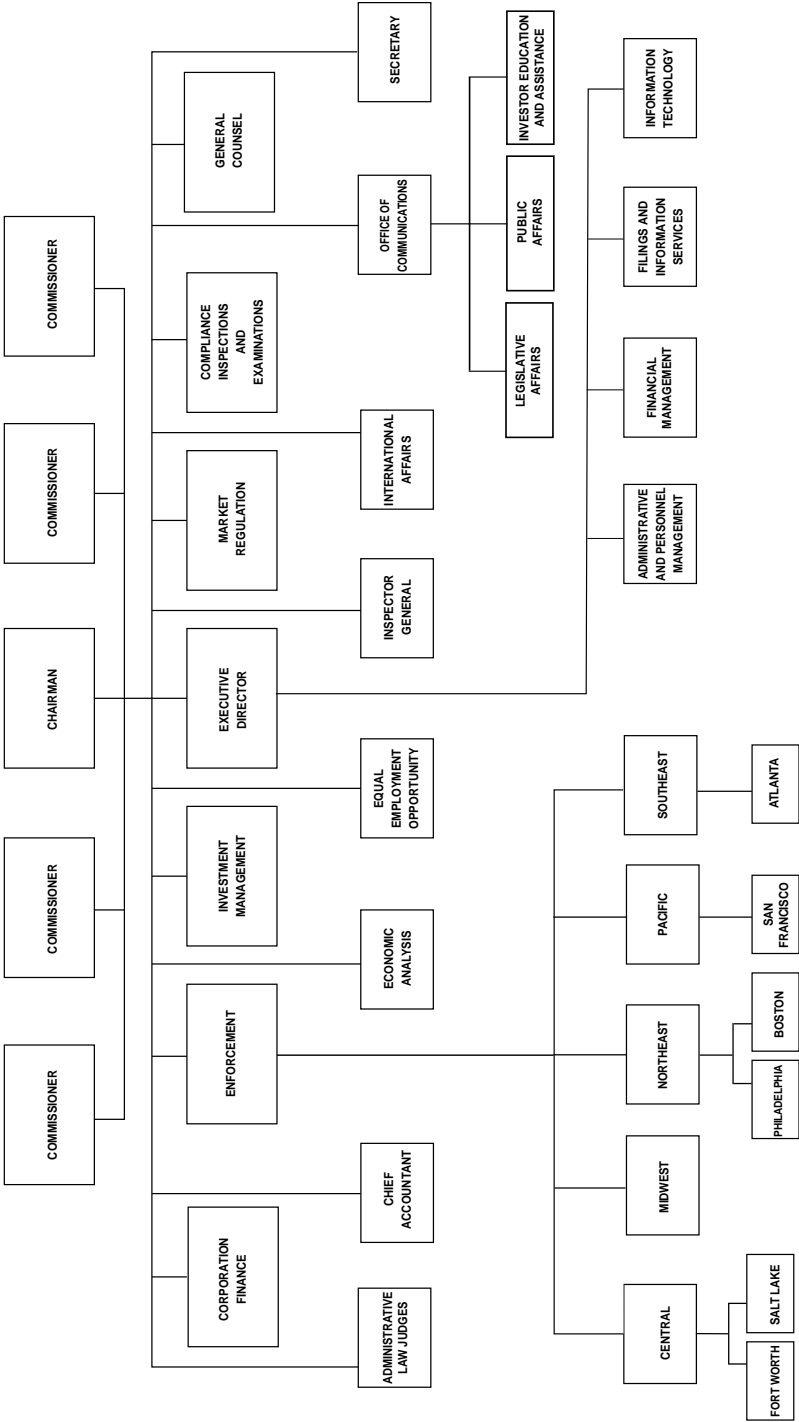 COMMISSIONER
COMMISSIONER
CHAIRMAN
COMMISSIONER
COMMISSIONER
CORPORATION
FINANCE
ENFORCEMENT
INVESTMENT
MANAGEMENT
EXECUTIVE
DIRECTOR
MARKET
REGULATION
COMPLIANCE
INSPECTIONS
AND
EXAMINATIONS
GENERAL
COUNSEL
ADMINISTRATIVE
LAW JUDGES
CHIEF
ACCOUNTANT
ECONOMIC
ANALYSIS
EQUAL
EMPLOYMENT
OPPORTUNITY
INSPECTOR
GENERAL
INTERNATIONAL
AFFAIRS
OFFICE OF
COMMUNICATIONS
SECRETARY
LEGISLATIVE
AFFAIRS
PUBLIC
AFFAIRS
INVESTOR EDUCATION
AND ASSISTANCE
CENTRAL
MIDWEST
NORTHEAST
PACIFIC
SOUTHEAST
ADMINISTRATIVE
AND PERSONNEL
MANAGEMENT
FINANCIAL
MANAGEMENT
FILINGS AND
INFORMATION
SERVICES
INFORMATION
TECHNOLOGY
FORT WORTH
SALT LAKE
PHILADELPHIA
BOSTON
SAN
FRANCISCO
ATLANTA